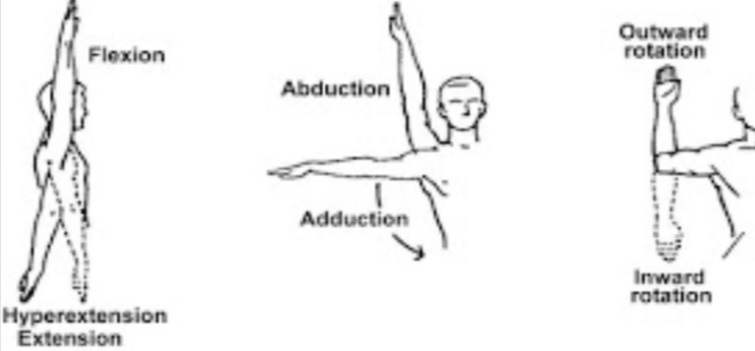 Flexion
Hyperextension
Extension
Abduction
Adduction
Outward
rotation
Inward
rotation